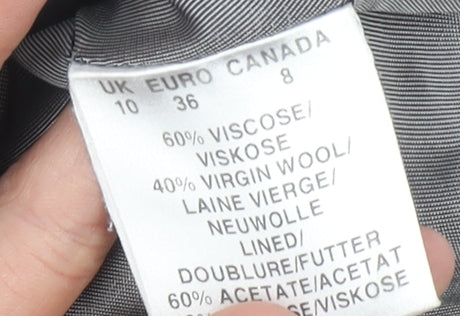 UK EURO CANADA
10 36 8
60% VISCOSE/
VISKOSE
40% VIRGIN WOOL/
LAINE VIERGE/
NEUWOLLE
LINED/
DOUBLURE/FUTTER
60% ACETATE/ACETAT
SE/VISKOSE